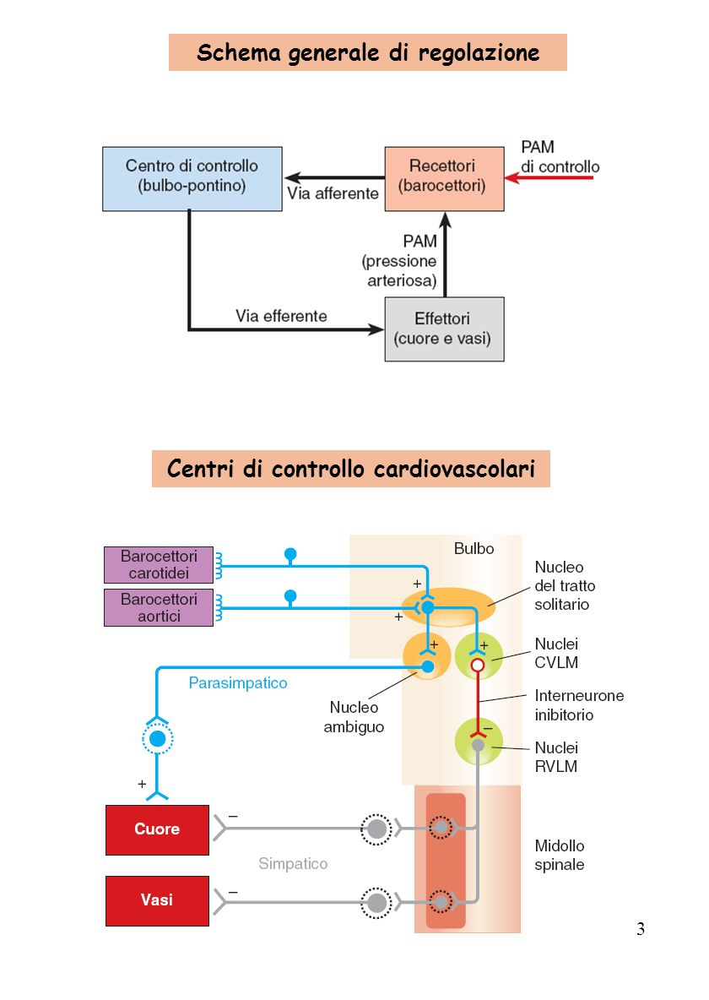 Schema generale di regolazione
Centro di controllo
(bulbo-pontino)
Via afferente
Recettori
(barocettori)
PAM
di controllo
PAM
(pressione
arteriosa)
Via efferente
Effettori
(cuore e vasi)
Centri di controllo cardiovascolari
Barocettori
carotidei
Barocettori
aortici
Bulbo
+
+
Nucleo
del tratto
solitario
+
+
Nuclei
CVLM
Parasimpatico
Nucleo
ambiguo
Interneurone
inibitorio
–
Nuclei
RVLM
+
Cuore
–
Simpatico
Midollo
spinale
Vasi
–
3